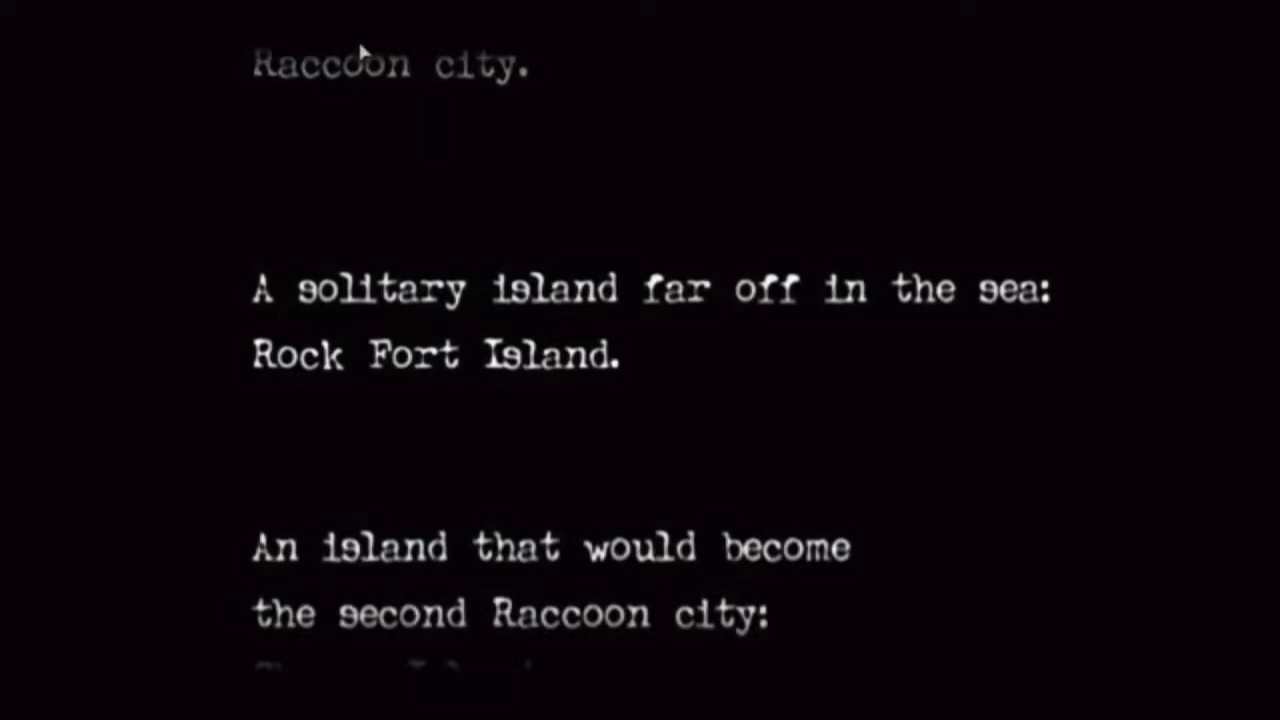 Raccoon city.
A solitary island far off in the sea:
Rock Fort Island.
An island that would become
the second Raccoon city: